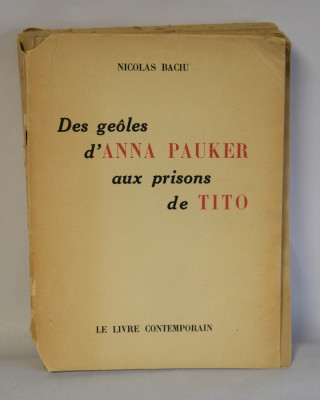 NICOLAS BACIU
Des geôles
d'ANNA PAUKER
aux prisons
de TITO
LE LIVRE CONTEMPORAIN